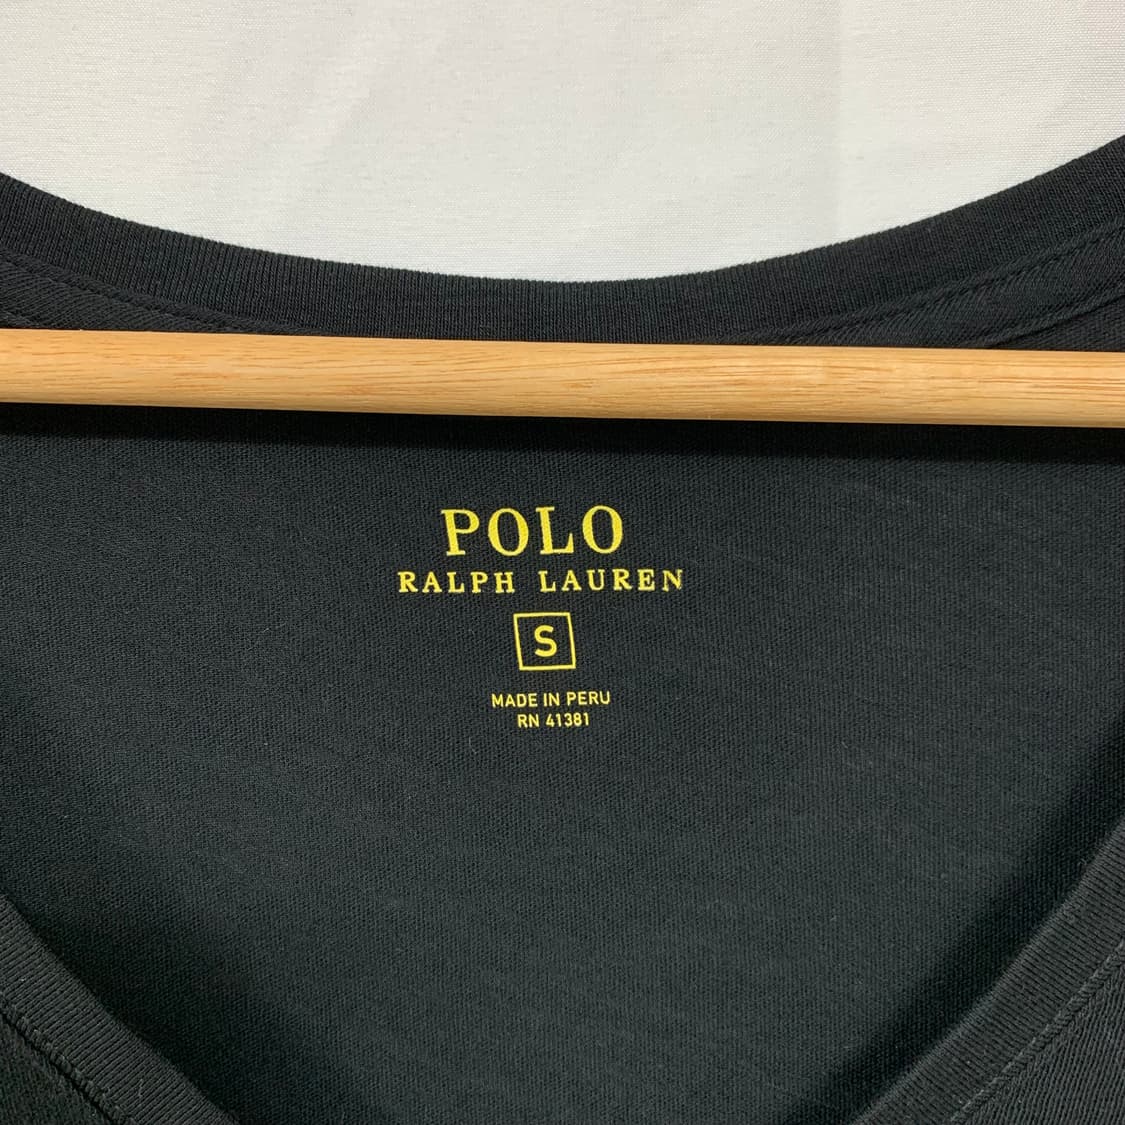 POLO
RALPH LAUREN
S
MADE IN PERU
RN 41381